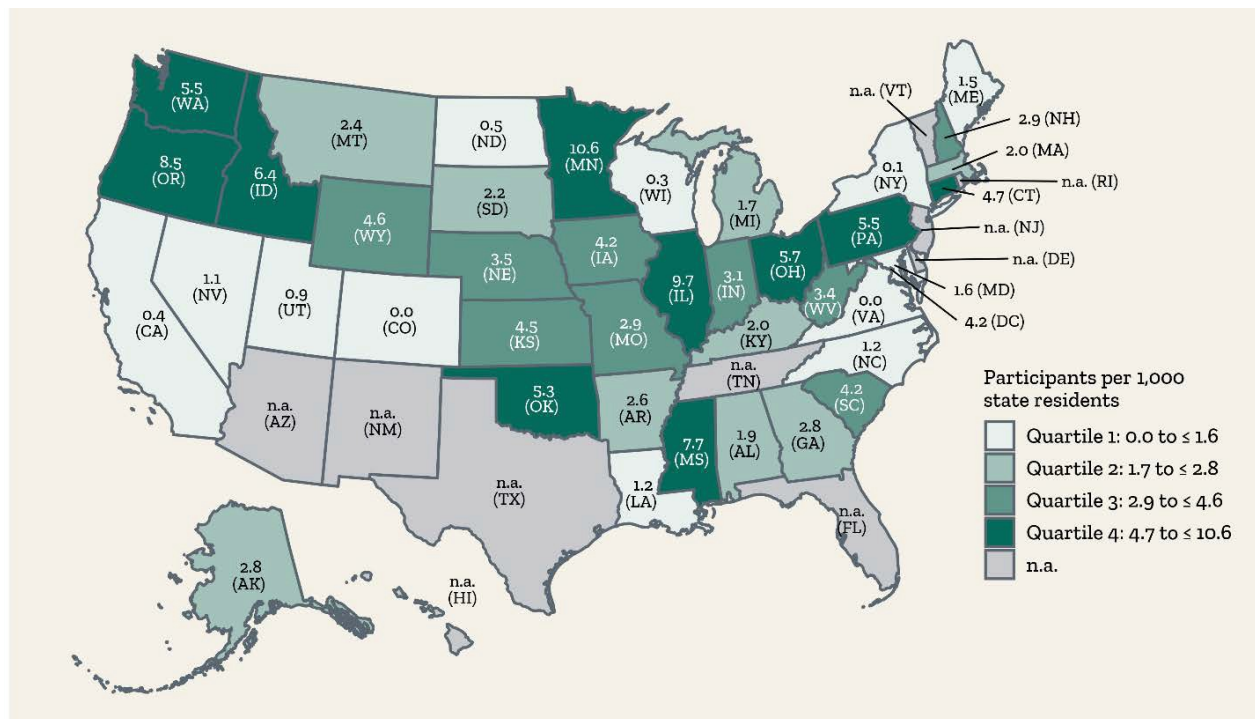 5.5
(WA)
8.5
(OR)
6.4
(ID)
2.4
(MT)
0.5
(ND)
10.6
(MN)
0.3
(WI)
1.7
(MI)
0.1
(NY)
n.a. (VT)
1.5
(ME)
2.9 (NH)
2.0 (MA)
n.a. (RI)
4.7 (CT)
n.a. (NJ)
n.a. (DE)
1.6 (MD)
4.2 (DC)
4.6
(WY)
2.2
(SD)
3.5
(NE)
4.2
(IA)
9.7
(IL)
3.1
(IN)
5.7
(OH)
5.5
(PA)
3.4
(WV)
0.0
(VA)
0.4
(CA)
1.1
(NV)
0.9
(UT)
0.0
(CO)
4.5
(KS)
2.9
(MO)
2.0
(KY)
1.2
(NC)
n.a.
(TN)
4.2
(SC)
n.a.
(AZ)
n.a.
(NM)
5.3
(OK)
2.6
(AR)
7.7
(MS)
1.9
(AL)
2.8
(GA)
n.a.
(TX)
1.2
(LA)
n.a.
(FL)
2.8
(AK)
n.a.
(HI)
Participants per 1,000
state residents
Quartile 1: 0.0 to ≤ 1.6
Quartile 2: 1.7 to ≤ 2.8
Quartile 3: 2.9 to ≤ 4.6
Quartile 4: 4.7 to ≤ 10.6
n.a.